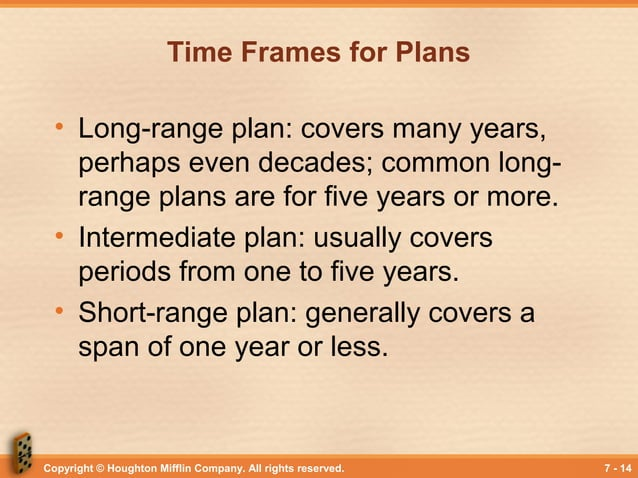 Time Frames for Plans
• Long-range plan: covers many years,
perhaps even decades; common long-
range plans are for five years or more.
• Intermediate plan: usually covers
periods from one to five years.
• Short-range plan: generally covers a
span of one year or less.
Copyright © Houghton Mifflin Company. All rights reserved.
7 - 14